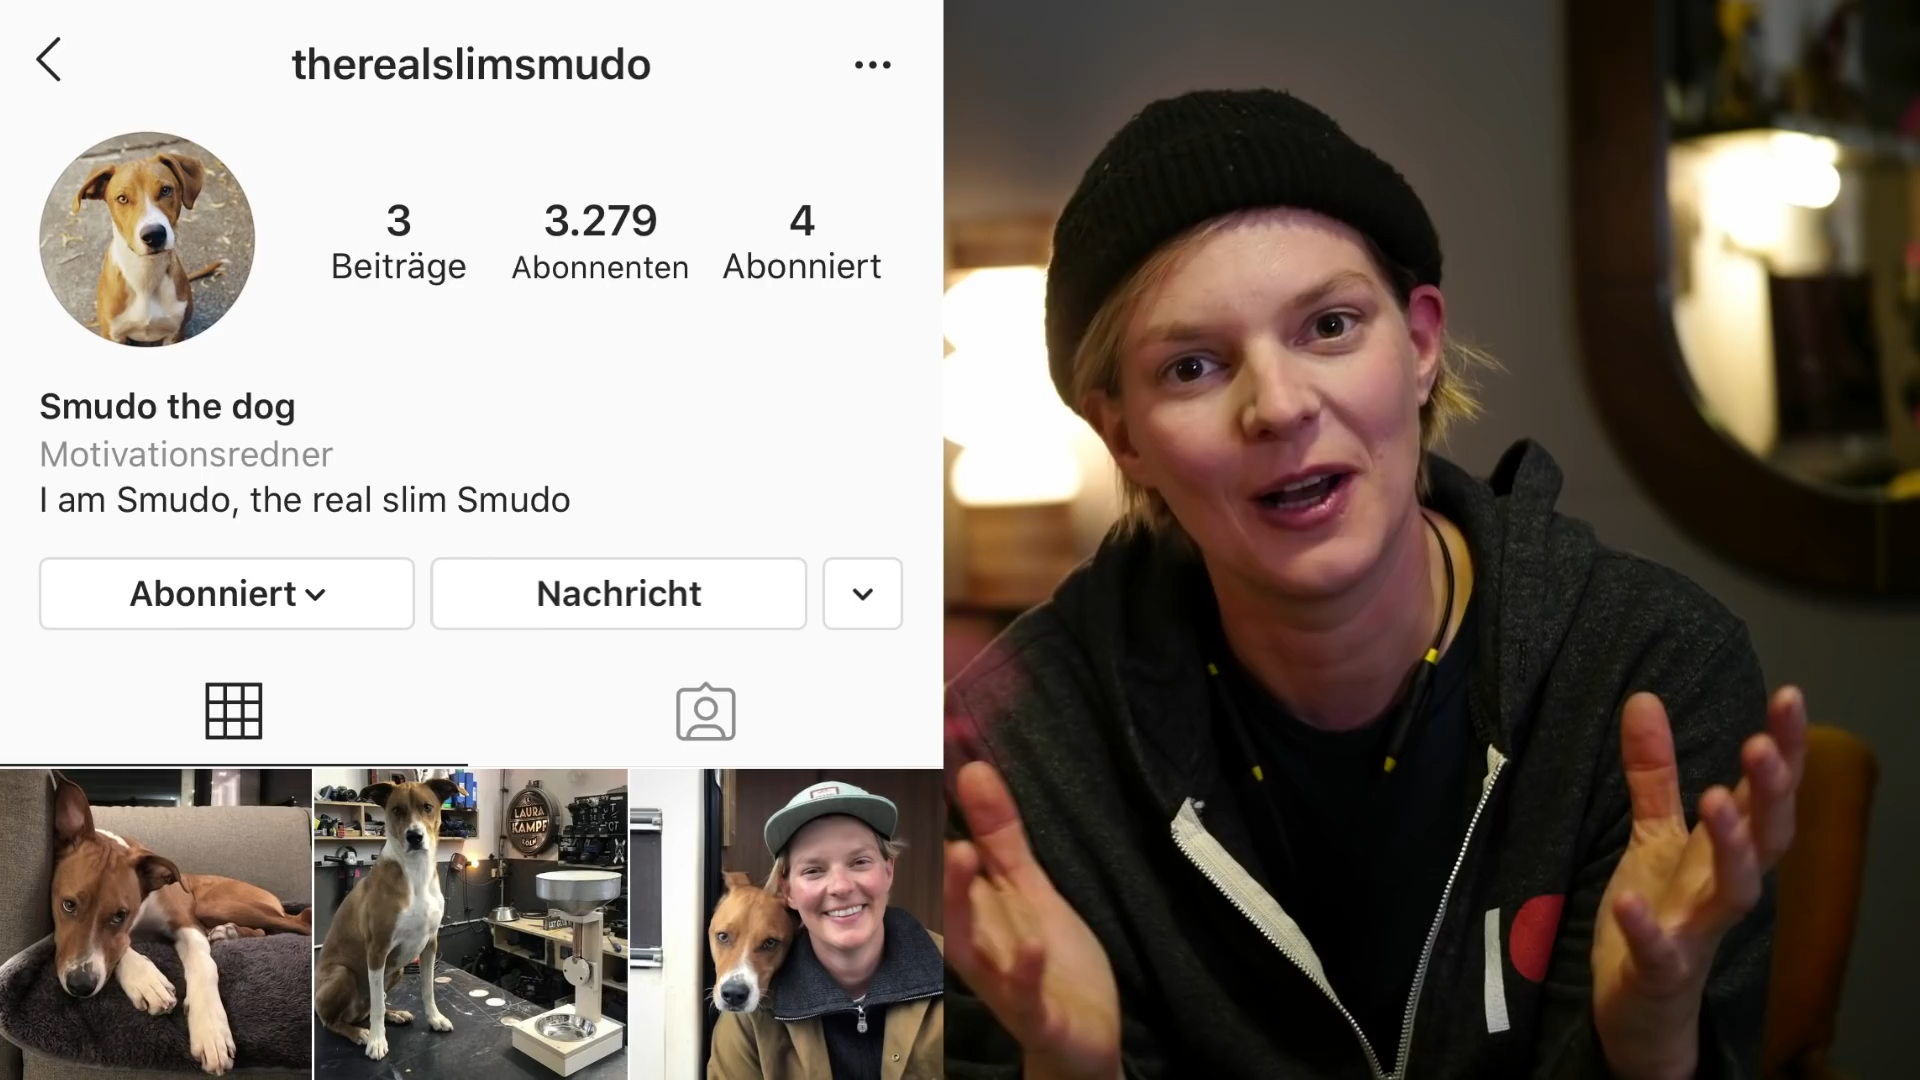 therealslimsmudo
3 3.279 4
Beiträge Abonnenten Abonniert
Smudo the dog
Motivationsredner
I am Smudo, the real slim Smudo
Abonniert Nachricht
LAURA
KAMPF
KÖLN